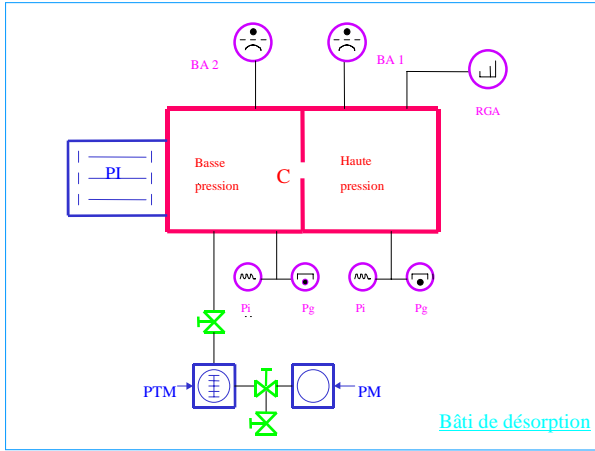 BA 2
BA 1
RGA
PI
Basse
pression
C
Haute
pression
Pi
Pg
Pi
Pg
PTM
PM
Bâti de désorption